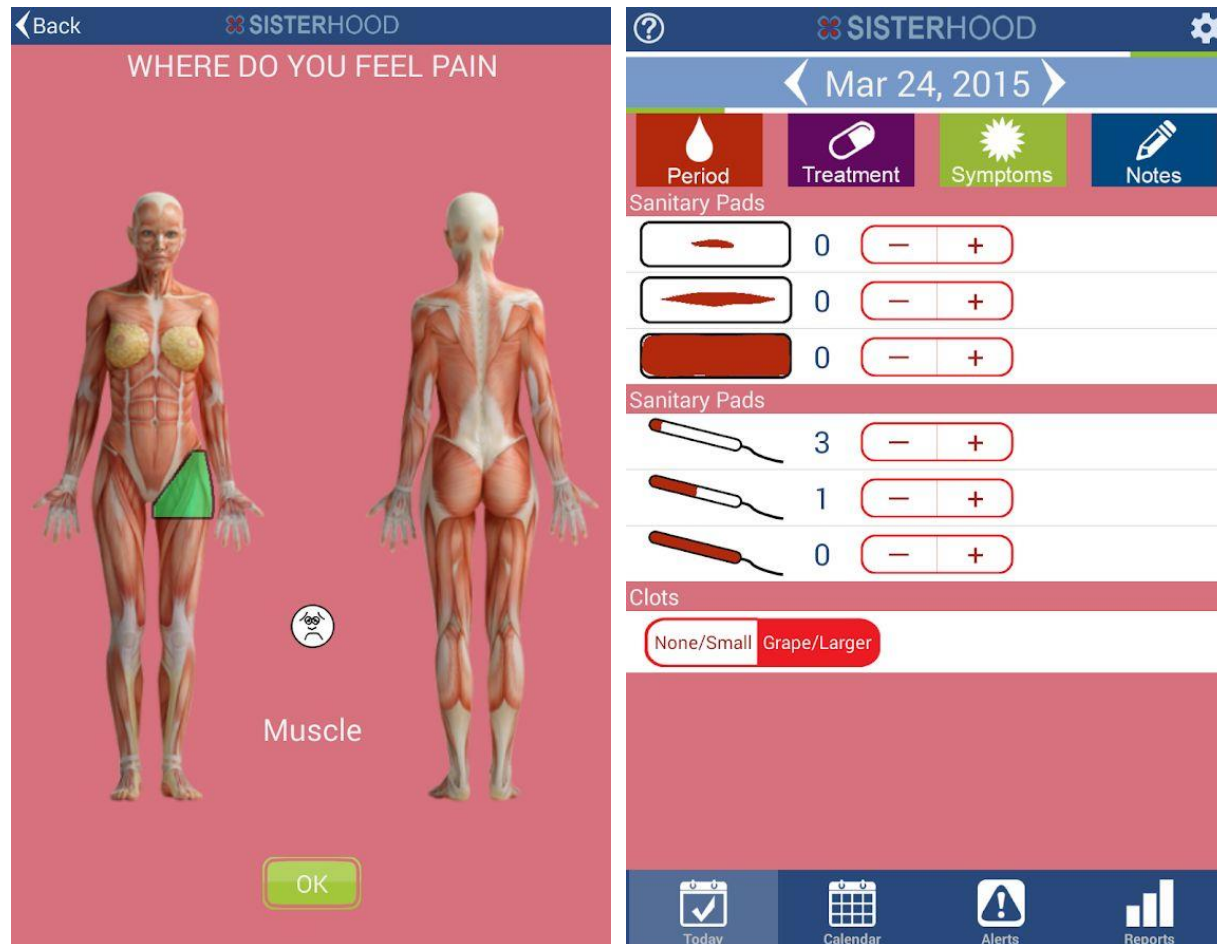 Back
SISTERHOOD
WHERE DO YOU FEEL PAIN
Muscle
OK
SISTERHOOD
Mar 24, 2015
Period Treatment Symptoms Notes
Sanitary Pads
0 — +
0 — +
0 — +
Sanitary Pads
3 — +
1 — +
0 — +
Clots
None/Small Grape/Larger
Today Calendar Alerts Reports